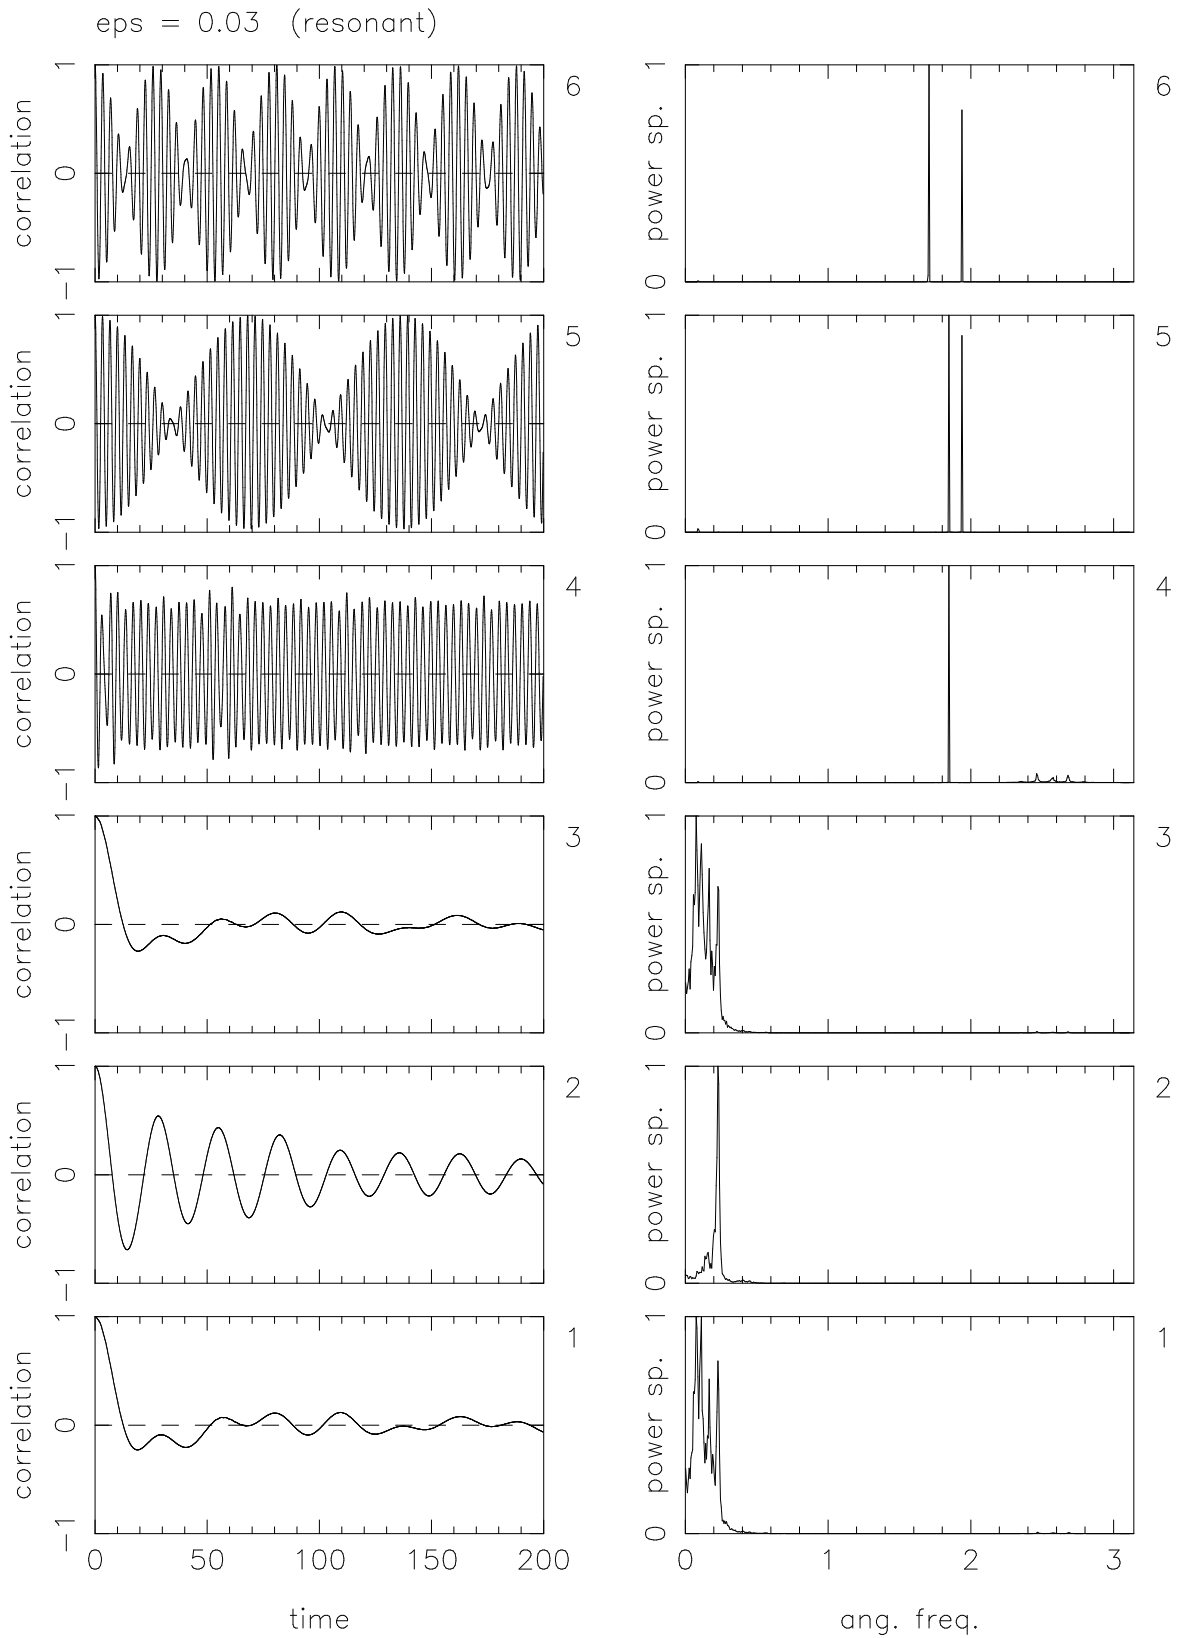 eps = 0.03 (resonant)
correlation
1
0
−1
6
power sp.
1
0
6
correlation
1
0
−1
5
power sp.
1
0
5
correlation
1
0
−1
4
power sp.
1
0
4
correlation
1
0
−1
3
power sp.
1
0
3
correlation
1
0
−1
2
power sp.
1
0
2
correlation
1
0
−1
1
power sp.
1
0
1
0 50 100 150 200
0 1 2 3
time
ang. freq.